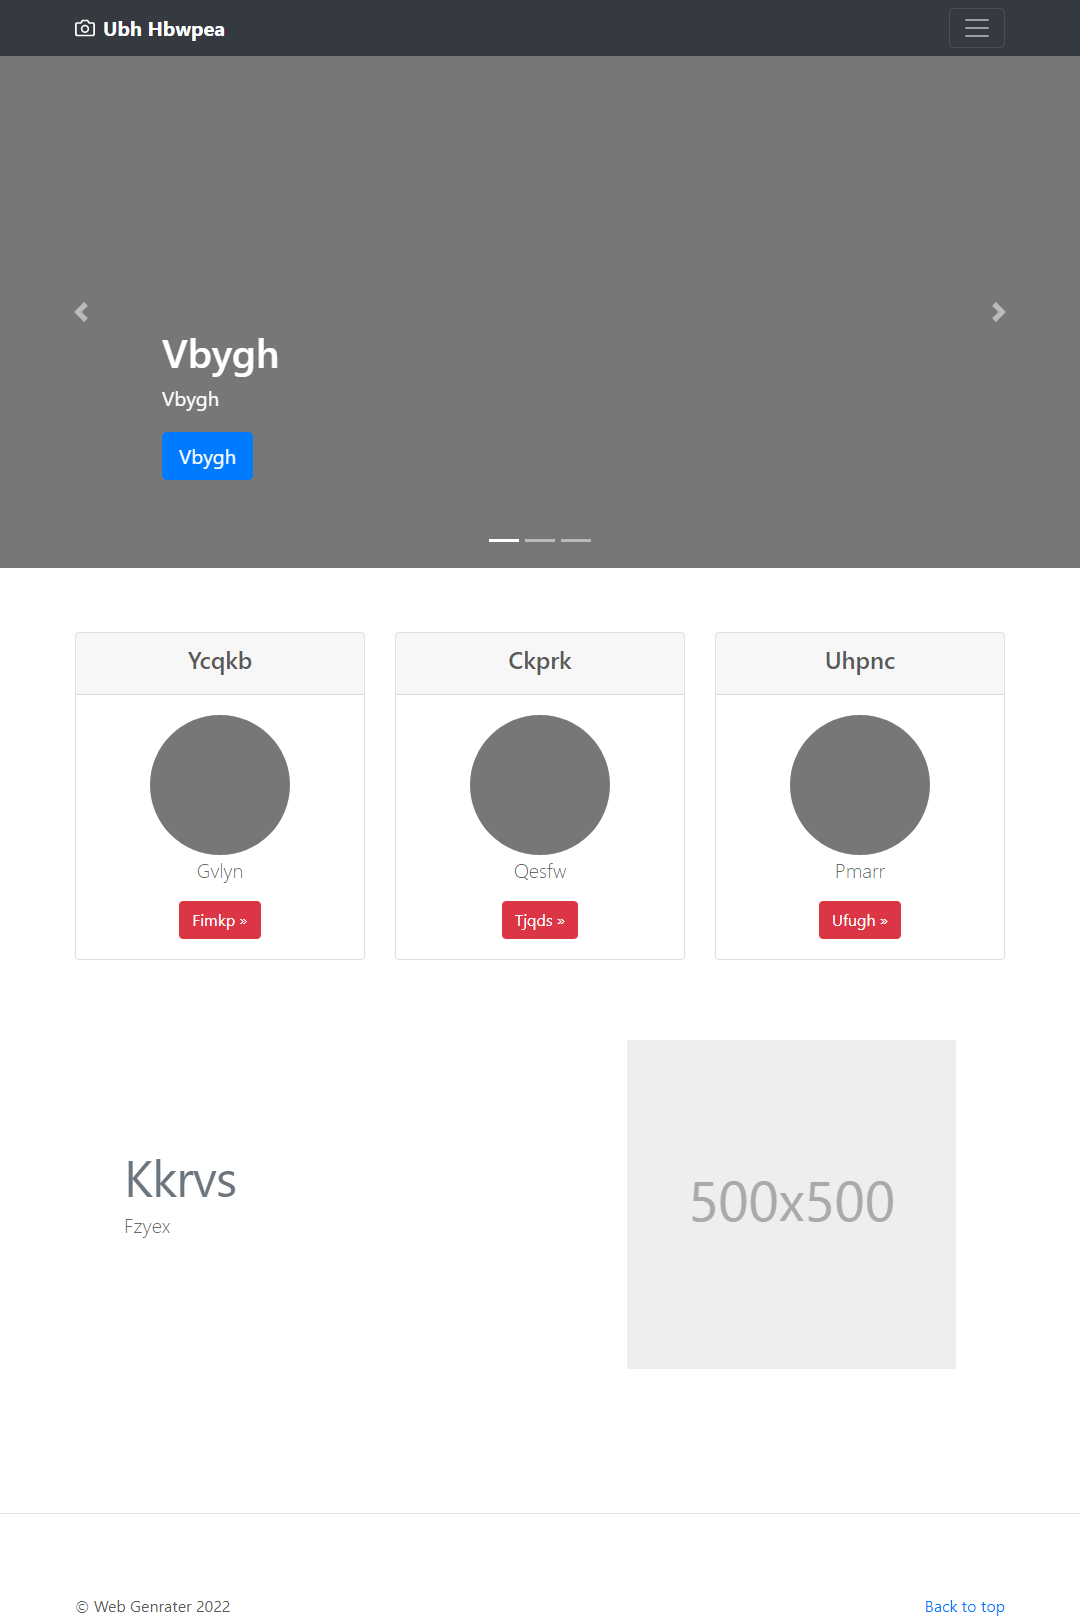 Ubh Hbwpea
Vbygh
Vbygh
Vbygh
Ycqkb
Ckprk
Uhpnc
Gvlyn
Qesfw
Pmarr
Fimkp »
Tjqds »
Ufugh »
Kkrvs
Fzyex
500x500
© Web Genrater 2022
Back to top